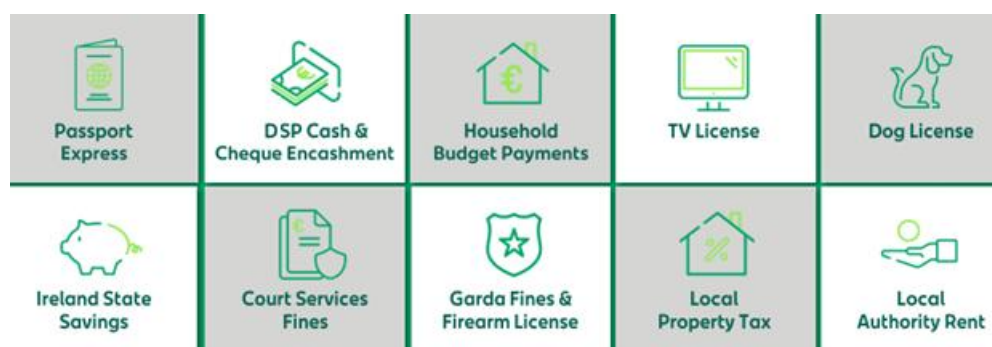 Passport
Express
DSP Cash &
Cheque Encashment
Household
Budget Payments
TV License
Dog License
Ireland State
Savings
Court Services
Fines
Garda Fines &
Firearm License
Local
Property Tax
Local
Authority Rent